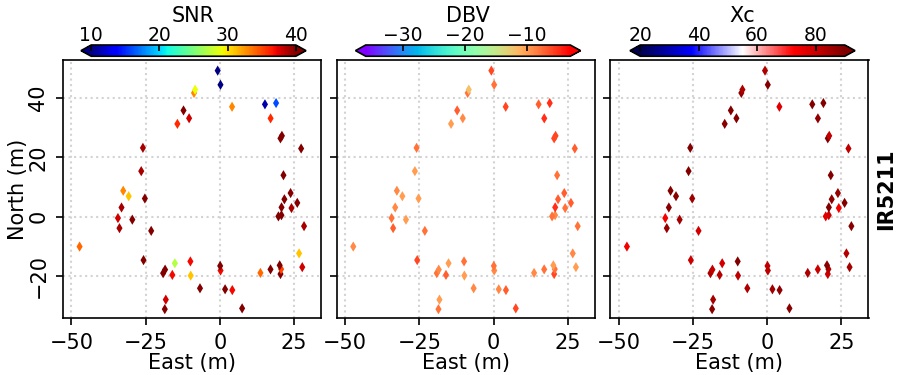 SNR DBV Xc
10 20 30 40 −30 −20 −10 20 40 60 80
40
20
0
−20
North (m)
IR5211
−50 −25 0 25 −50 −25 0 25 −50 −25 0 25
East (m) East (m) East (m)